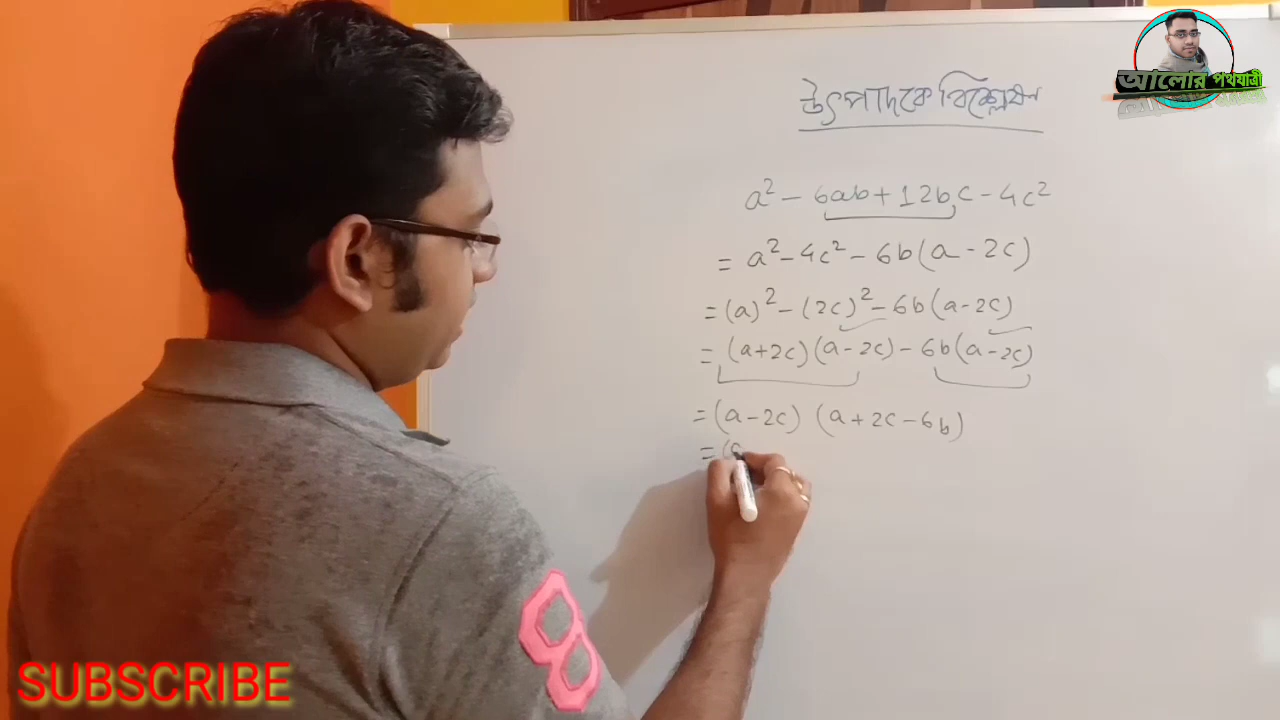 আলোর পথযাত্রী
উৎপাদকে বিশ্লেষণ
a² - 6ab + 12bc - 4c²
= a² - 4c² - 6b(a - 2c)
= (a)² - (2c)² - 6b(a - 2c)
= (a + 2c)(a - 2c) - 6b(a - 2c)
= (a - 2c) (a + 2c - 6b)
= (a
8
SUBSCRIBE